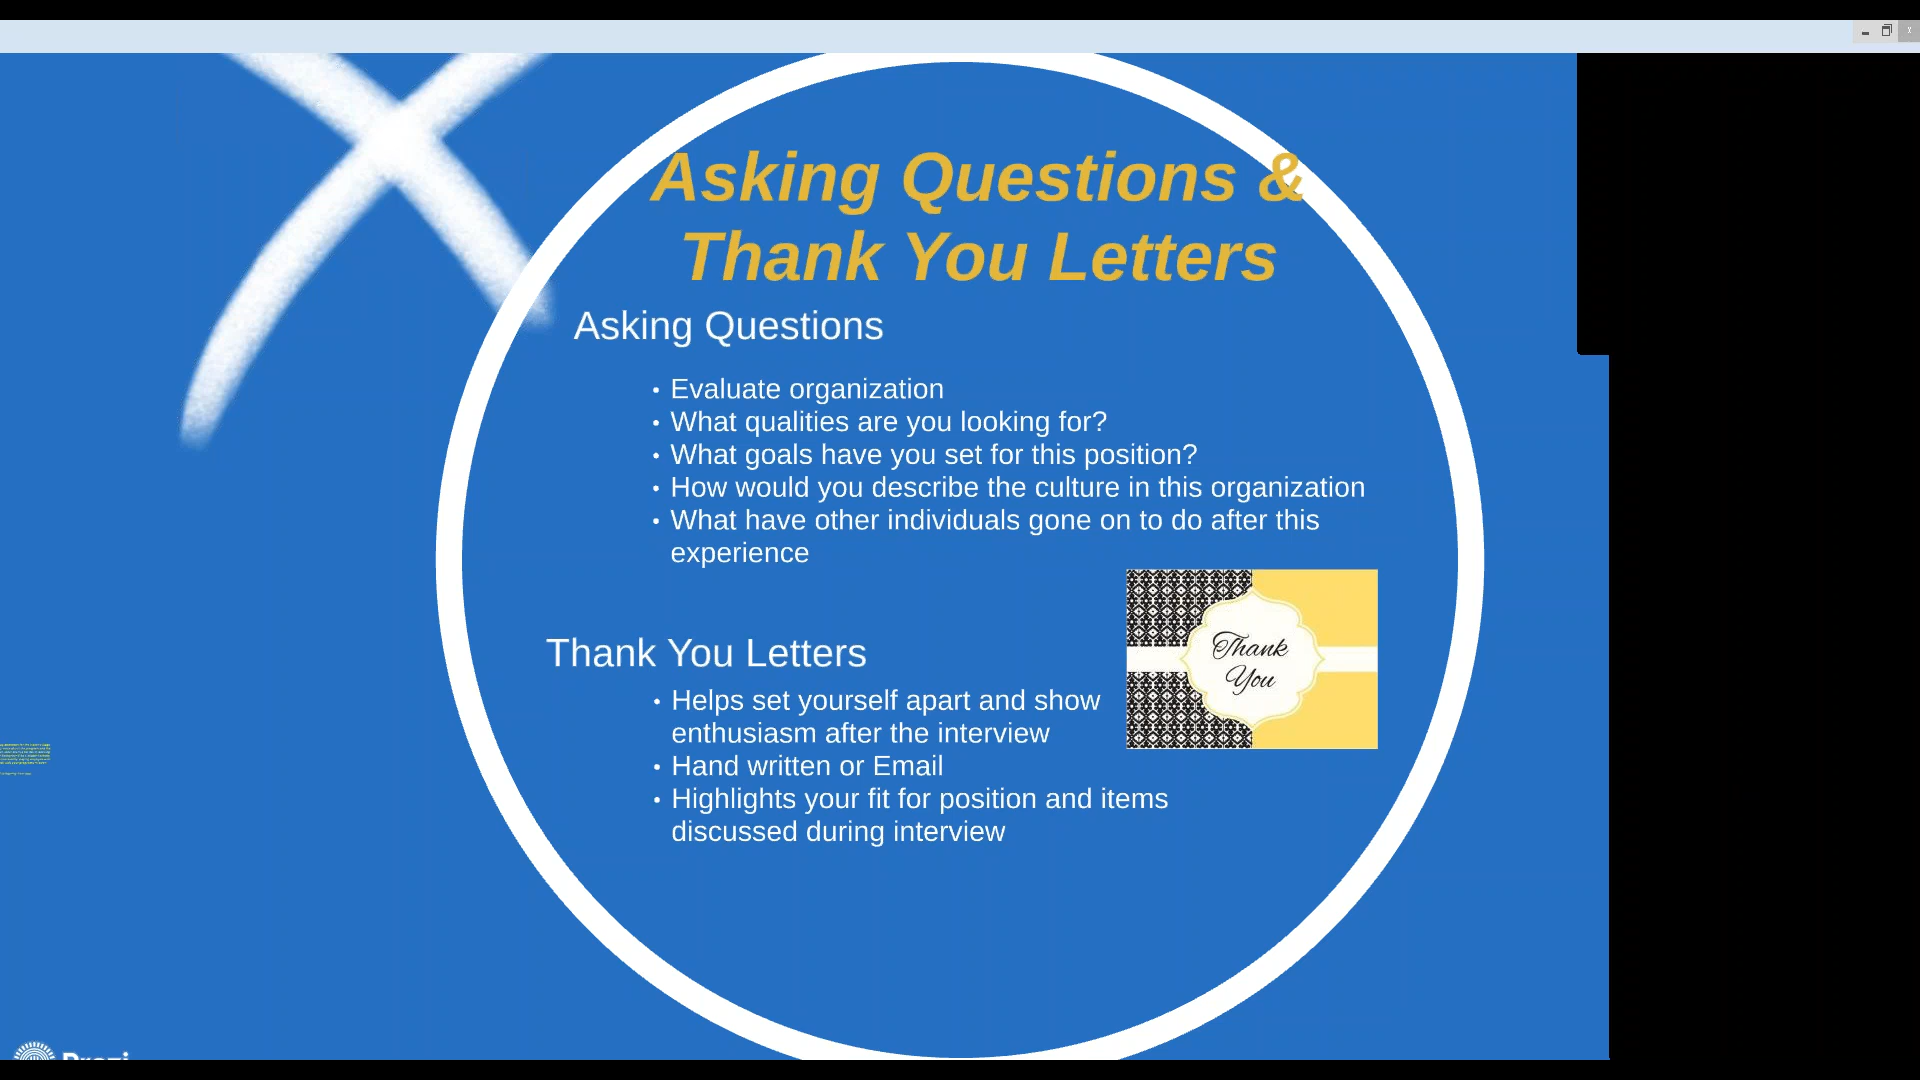 Asking Questions &
Thank You Letters
Asking Questions
• Evaluate organization
• What qualities are you looking for?
• What goals have you set for this position?
• How would you describe the culture in this organization
• What have other individuals gone on to do after this
experience
Thank You Letters
• Helps set yourself apart and show
enthusiasm after the interview
• Hand written or Email
• Highlights your fit for position and items
discussed during interview
Thank
You
Prezi